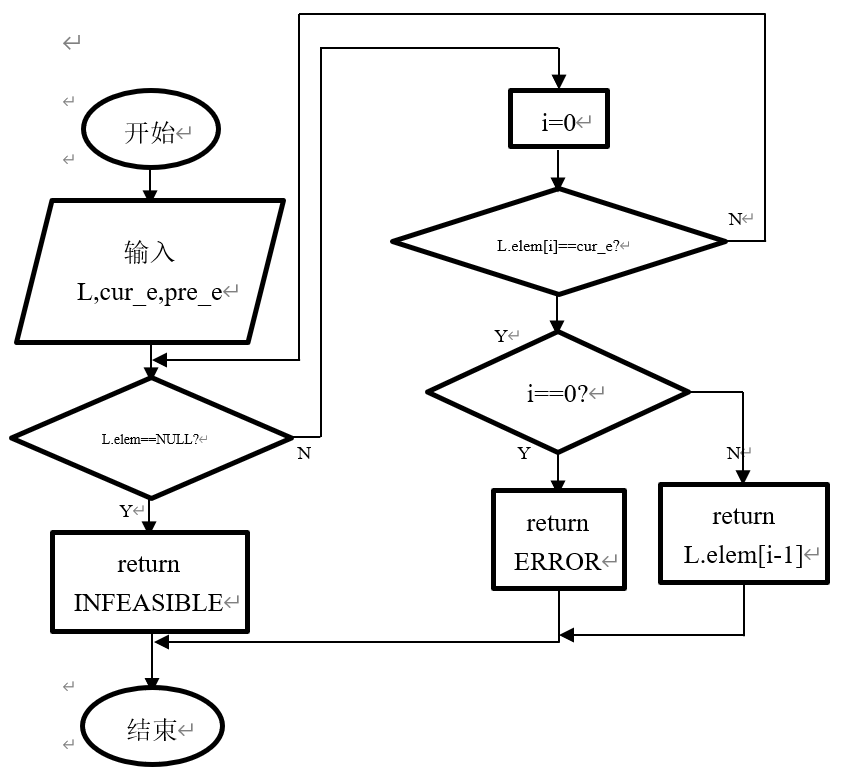 开始
输入
L,cur_e,pre_e
L.elem==NULL?
N
Y
return
INFEASIBLE
结束
i=0
L.elem[i]==cur_e?
N
Y
i==0?
Y
N
return
ERROR
return
L.elem[i-1]